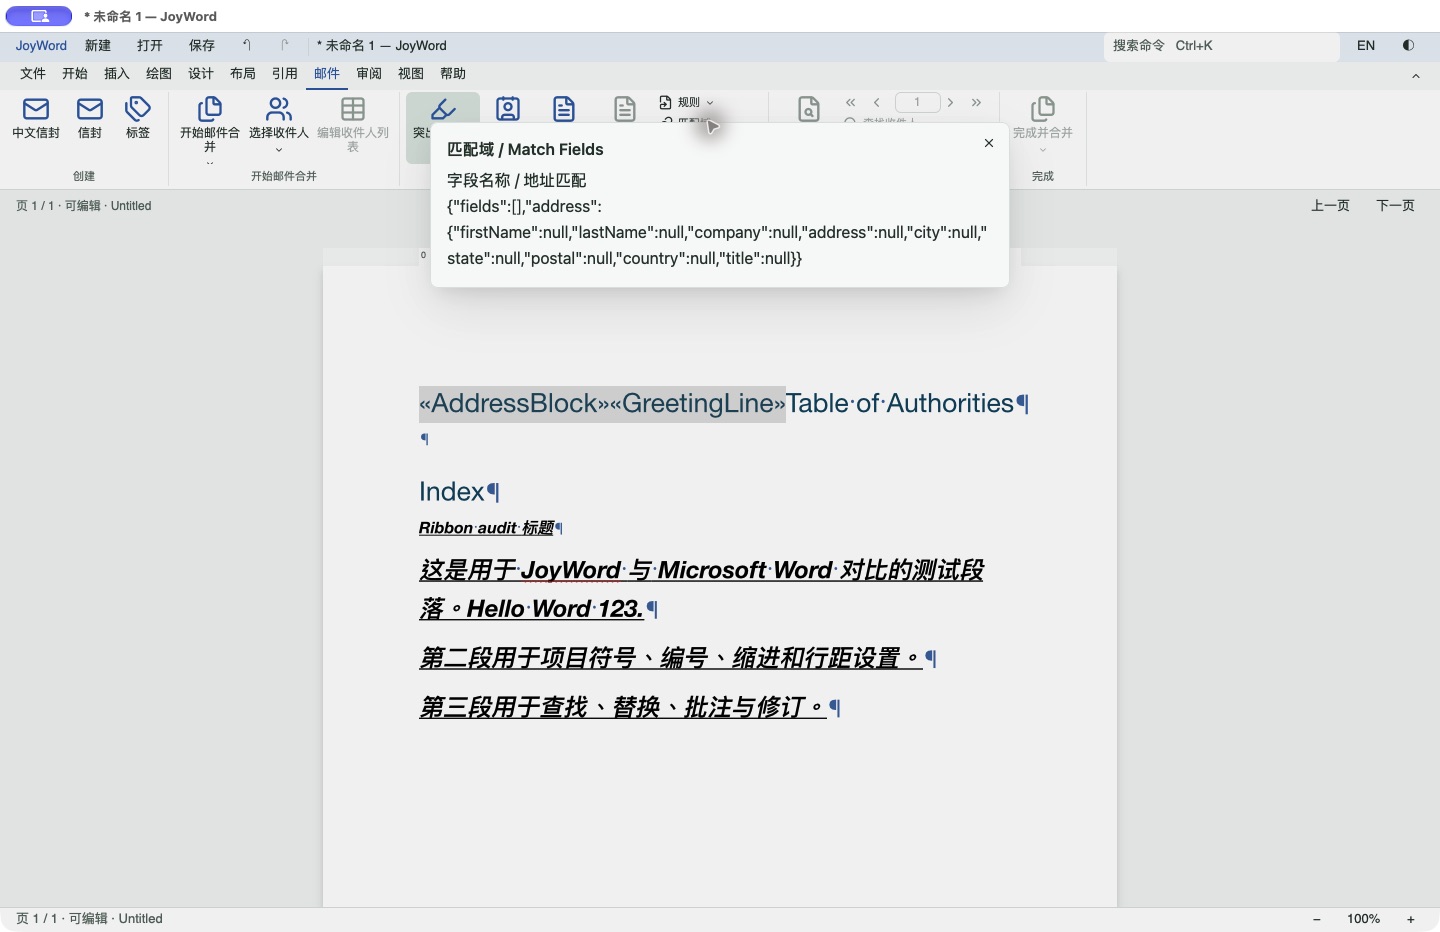 * 未命名 1 — JoyWord
JoyWord 新建 打开 保存 * 未命名 1 — JoyWord 搜索命令 Ctrl+K EN
文件 开始 插入 绘图 设计 布局 引用 邮件 审阅 视图 帮助
规则 1
中文信封 信封 标签 开始邮件合并 选择收件人 编辑收件人列表 完成并合并
创建 开始邮件合并 完成
匹配域 / Match Fields
字段名称 / 地址匹配
{"fields":[],"address":
{"firstName":null,"lastName":null,"company":null,"address":null,"city":null,"
state":null,"postal":null,"country":null,"title":null}}
页 1 / 1 · 可编辑 · Untitled 上一页 下一页
0
«AddressBlock»«GreetingLine»Table·of·Authorities¶
¶
Index¶
Ribbon·audit·标题¶
这是用于·JoyWord·与·Microsoft·Word·对比的测试段
落。Hello·Word·123.¶
第二段用于项目符号、编号、缩进和行距设置。¶
第三段用于查找、替换、批注与修订。¶
页 1 / 1 · 可编辑 · Untitled − 100% +